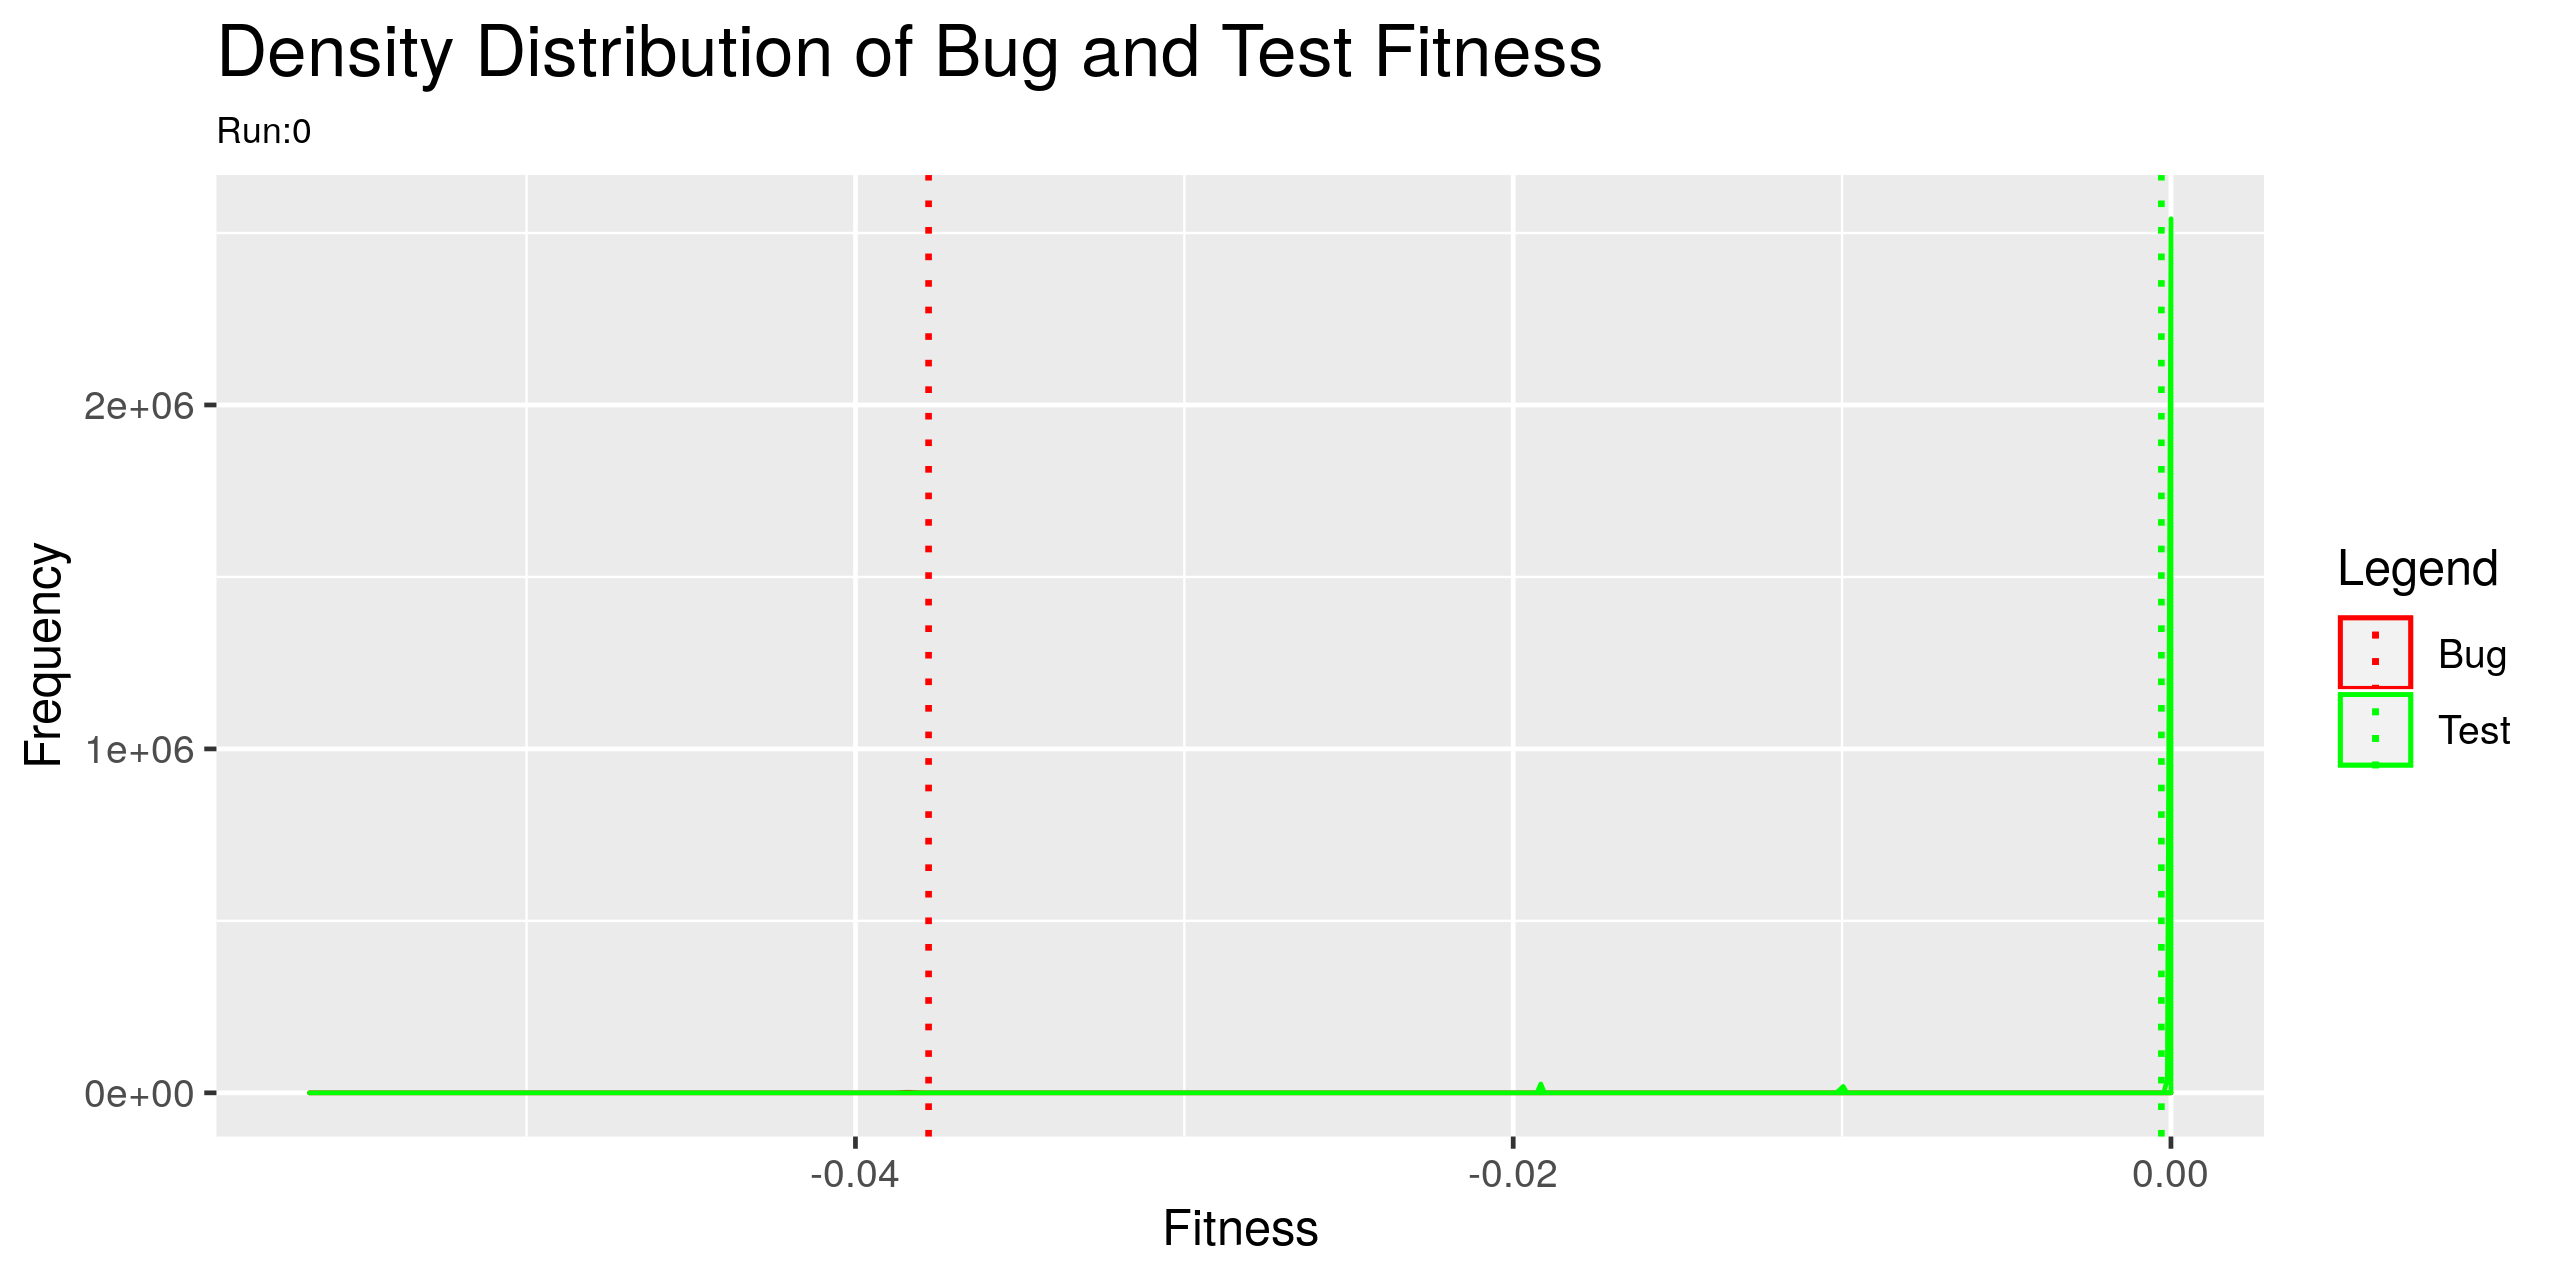 Density Distribution of Bug and Test Fitness
Run:0
Frequency
2e+06
1e+06
0e+00
-0.04
-0.02
0.00
Fitness
Legend
Bug
Test